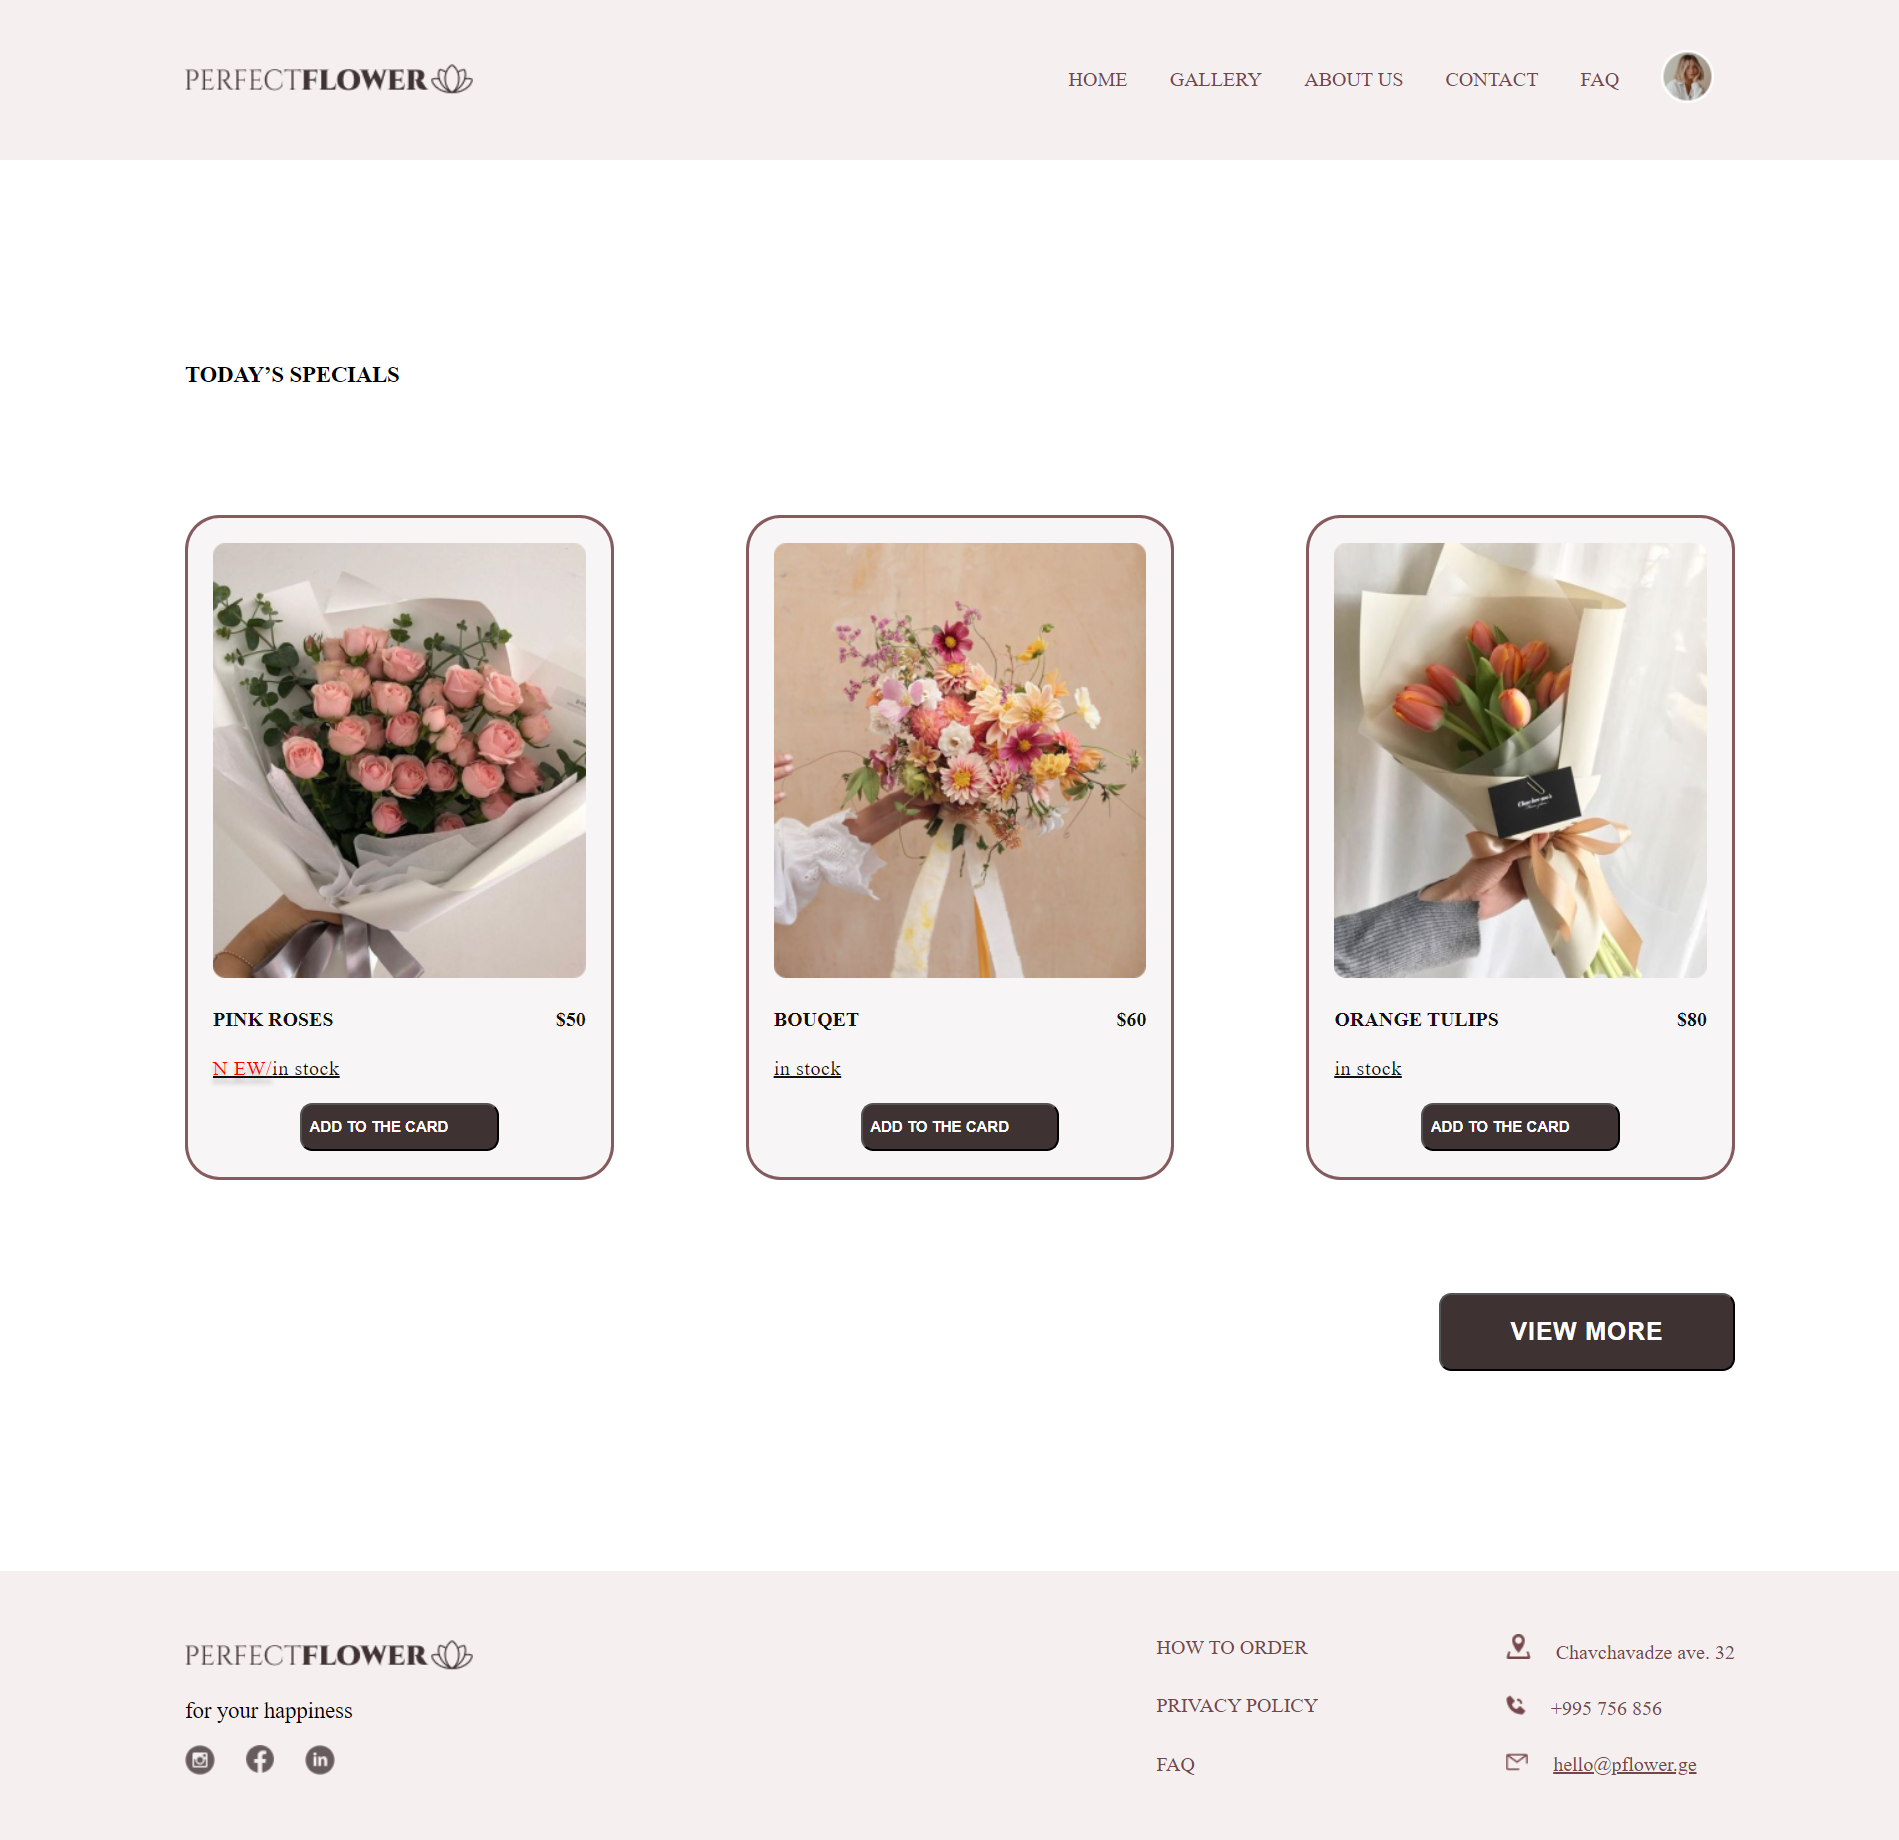 PERFECTFLOWER
HOME GALLERY ABOUT US CONTACT FAQ
TODAY’S SPECIALS
PINK ROSES $50
N EW/in stock
ADD TO THE CARD
BOUQET $60
in stock
ADD TO THE CARD
ORANGE TULIPS $80
in stock
ADD TO THE CARD
VIEW MORE
PERFECTFLOWER
for your happiness
in
HOW TO ORDER
PRIVACY POLICY
FAQ
Chavchavadze ave. 32
+995 756 856
hello@pflower.ge